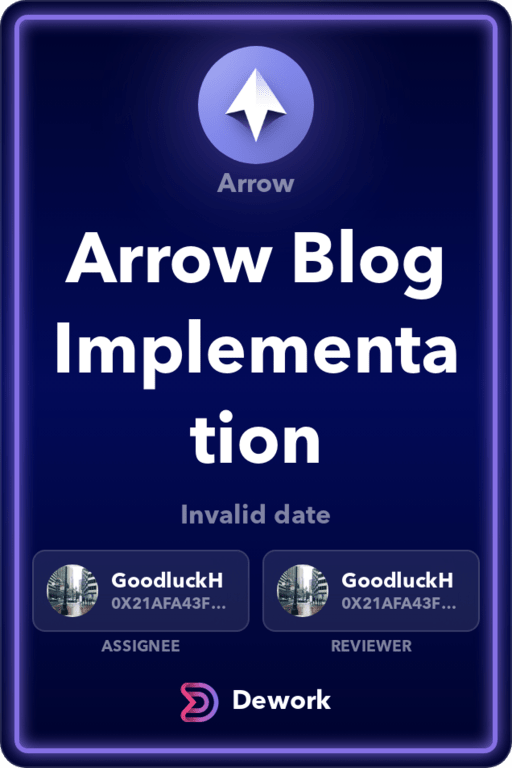 Arrow
Arrow Blog
Implementa
tion
Invalid date
GoodluckH
0X21AFA43F...
GoodluckH
0X21AFA43F...
ASSIGNEE
REVIEWER
Dework